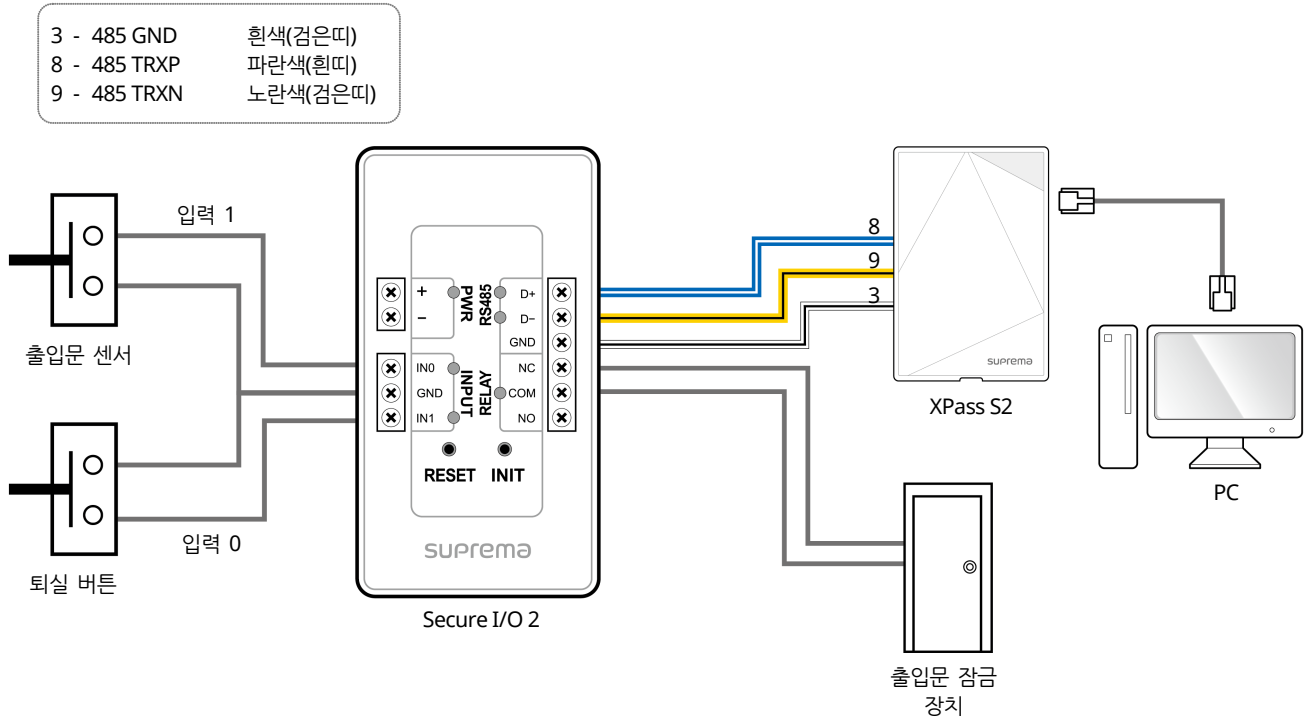 3 - 485 GND 흰색(검은띠)
8 - 485 TRXP 파란색(흰띠)
9 - 485 TRXN 노란색(검은띠)
입력 1
출입문 센서
입력 0
퇴실 버튼
+
−
PWR
RS485
D+
D−
GND
IN0
GND
IN1
INPUT
RELAY
NC
COM
NO
RESET INIT
suprema
Secure I/O 2
8
9
3
suprema
XPass S2
PC
출입문 잠금
장치